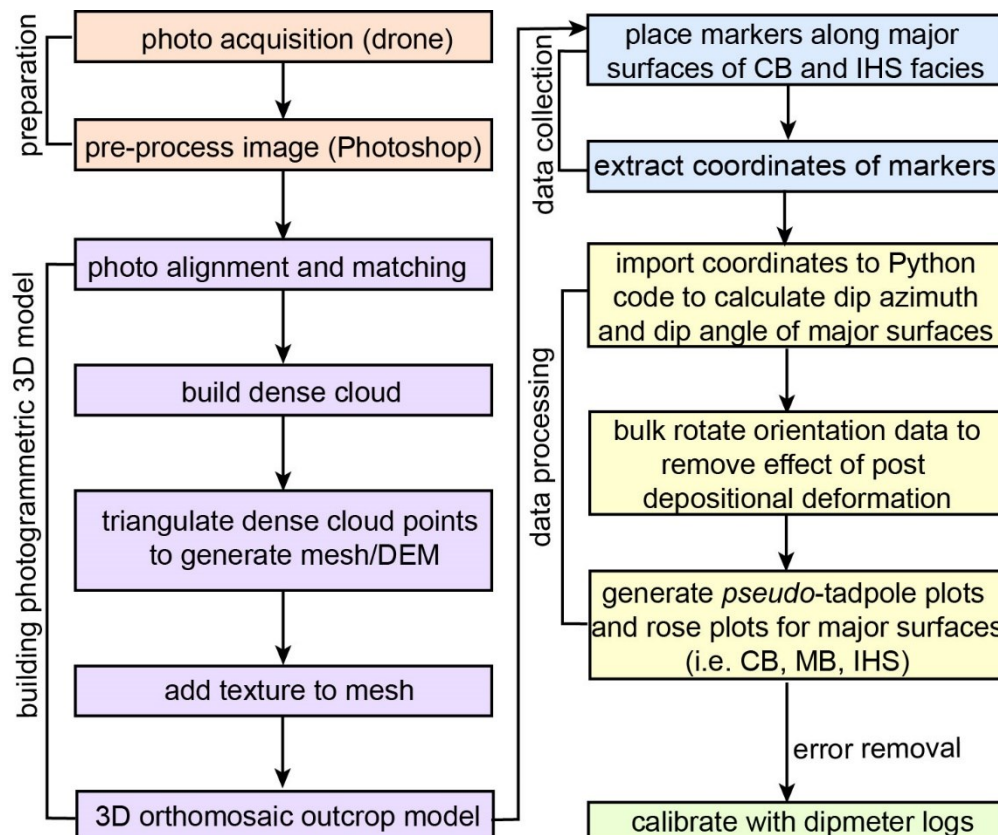 preparation
photo acquisition (drone)
pre-process image (Photoshop)
building photogrammetric 3D model
photo alignment and matching
build dense cloud
triangulate dense cloud points
to generate mesh/DEM
add texture to mesh
3D orthomosaic outcrop model
data collection
place markers along major
surfaces of CB and IHS facies
extract coordinates of markers
data processing
import coordinates to Python
code to calculate dip azimuth
and dip angle of major surfaces
bulk rotate orientation data to
remove effect of post
depositional deformation
generate pseudo-tadpole plots
and rose plots for major surfaces
(i.e. CB, MB, IHS)
error removal
calibrate with dipmeter logs